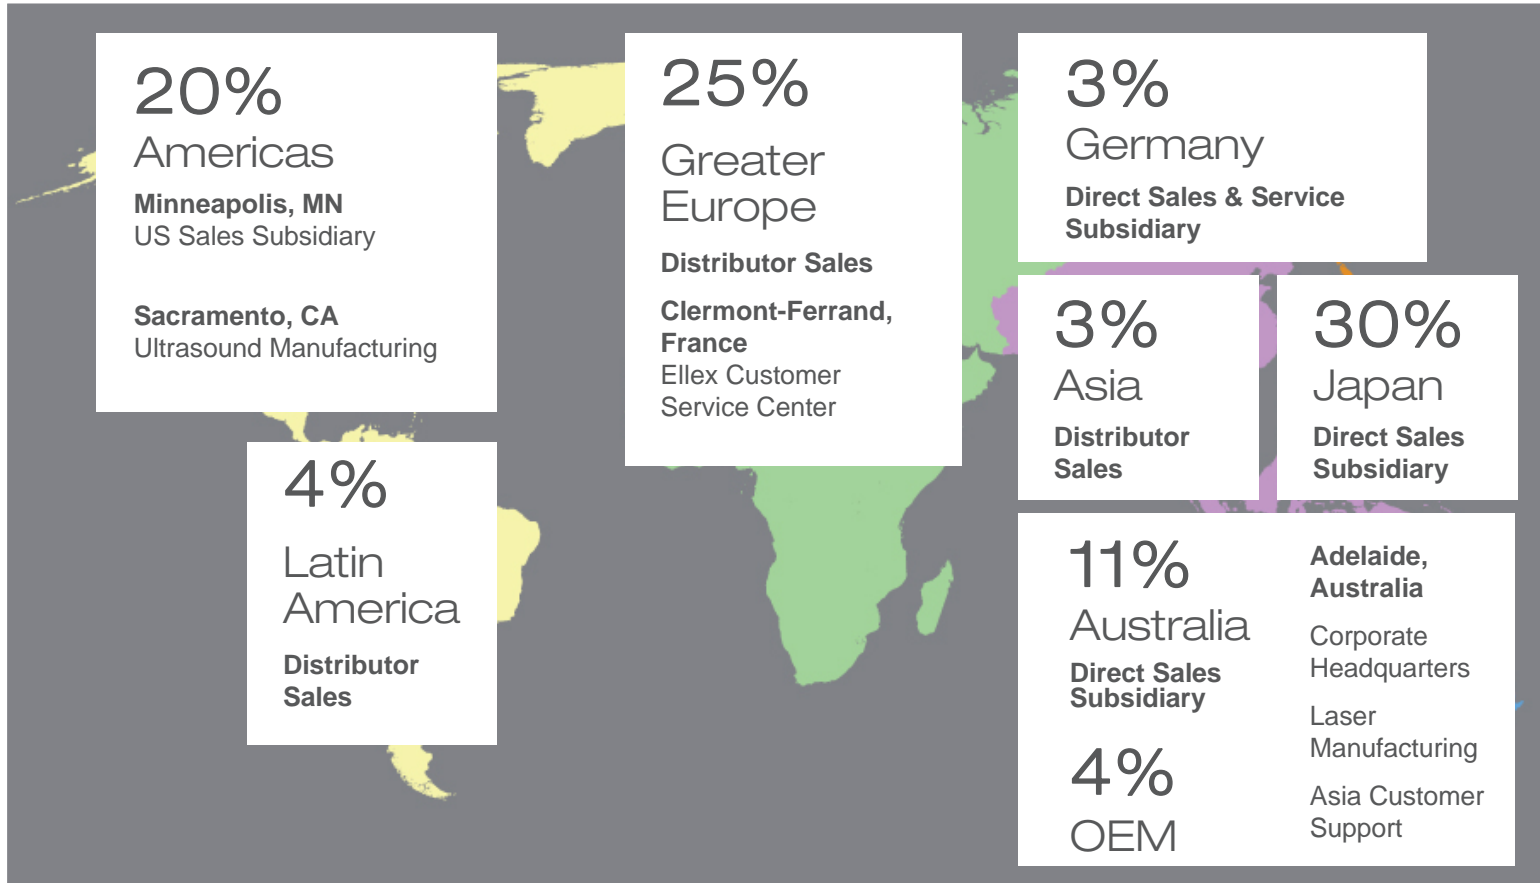 20%
Americas
Minneapolis, MN
US Sales Subsidiary
Sacramento, CA
Ultrasound Manufacturing
4%
Latin
America
Distributor
Sales
25%
Greater
Europe
Distributor Sales
Clermont-Ferrand,
France
Ellex Customer
Service Center
3%
Germany
Direct Sales & Service
Subsidiary
3%
Asia
Distributor
Sales
30%
Japan
Direct Sales
Subsidiary
11%
Australia
Direct Sales
Subsidiary
4%
OEM
Adelaide,
Australia
Corporate
Headquarters
Laser
Manufacturing
Asia Customer
Support